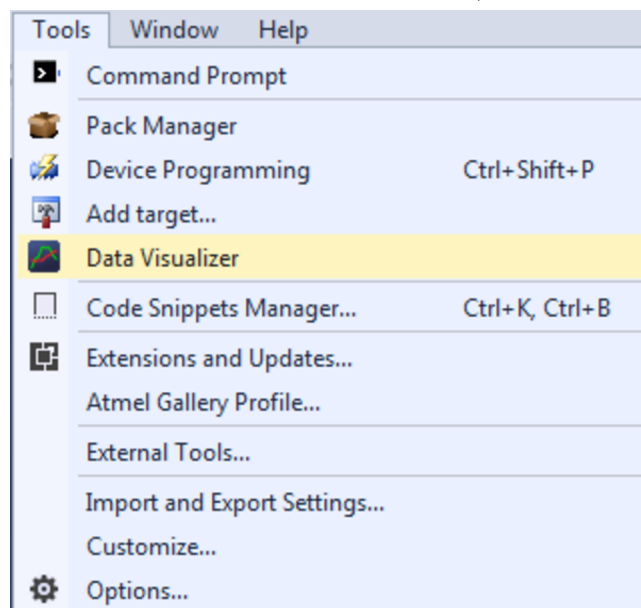 Tools Window Help
Command Prompt
Pack Manager
Device Programming Ctrl+Shift+P
Add target...
Data Visualizer
Code Snippets Manager... Ctrl+K, Ctrl+B
Extensions and Updates...
Atmel Gallery Profile...
External Tools...
Import and Export Settings...
Customize...
Options...